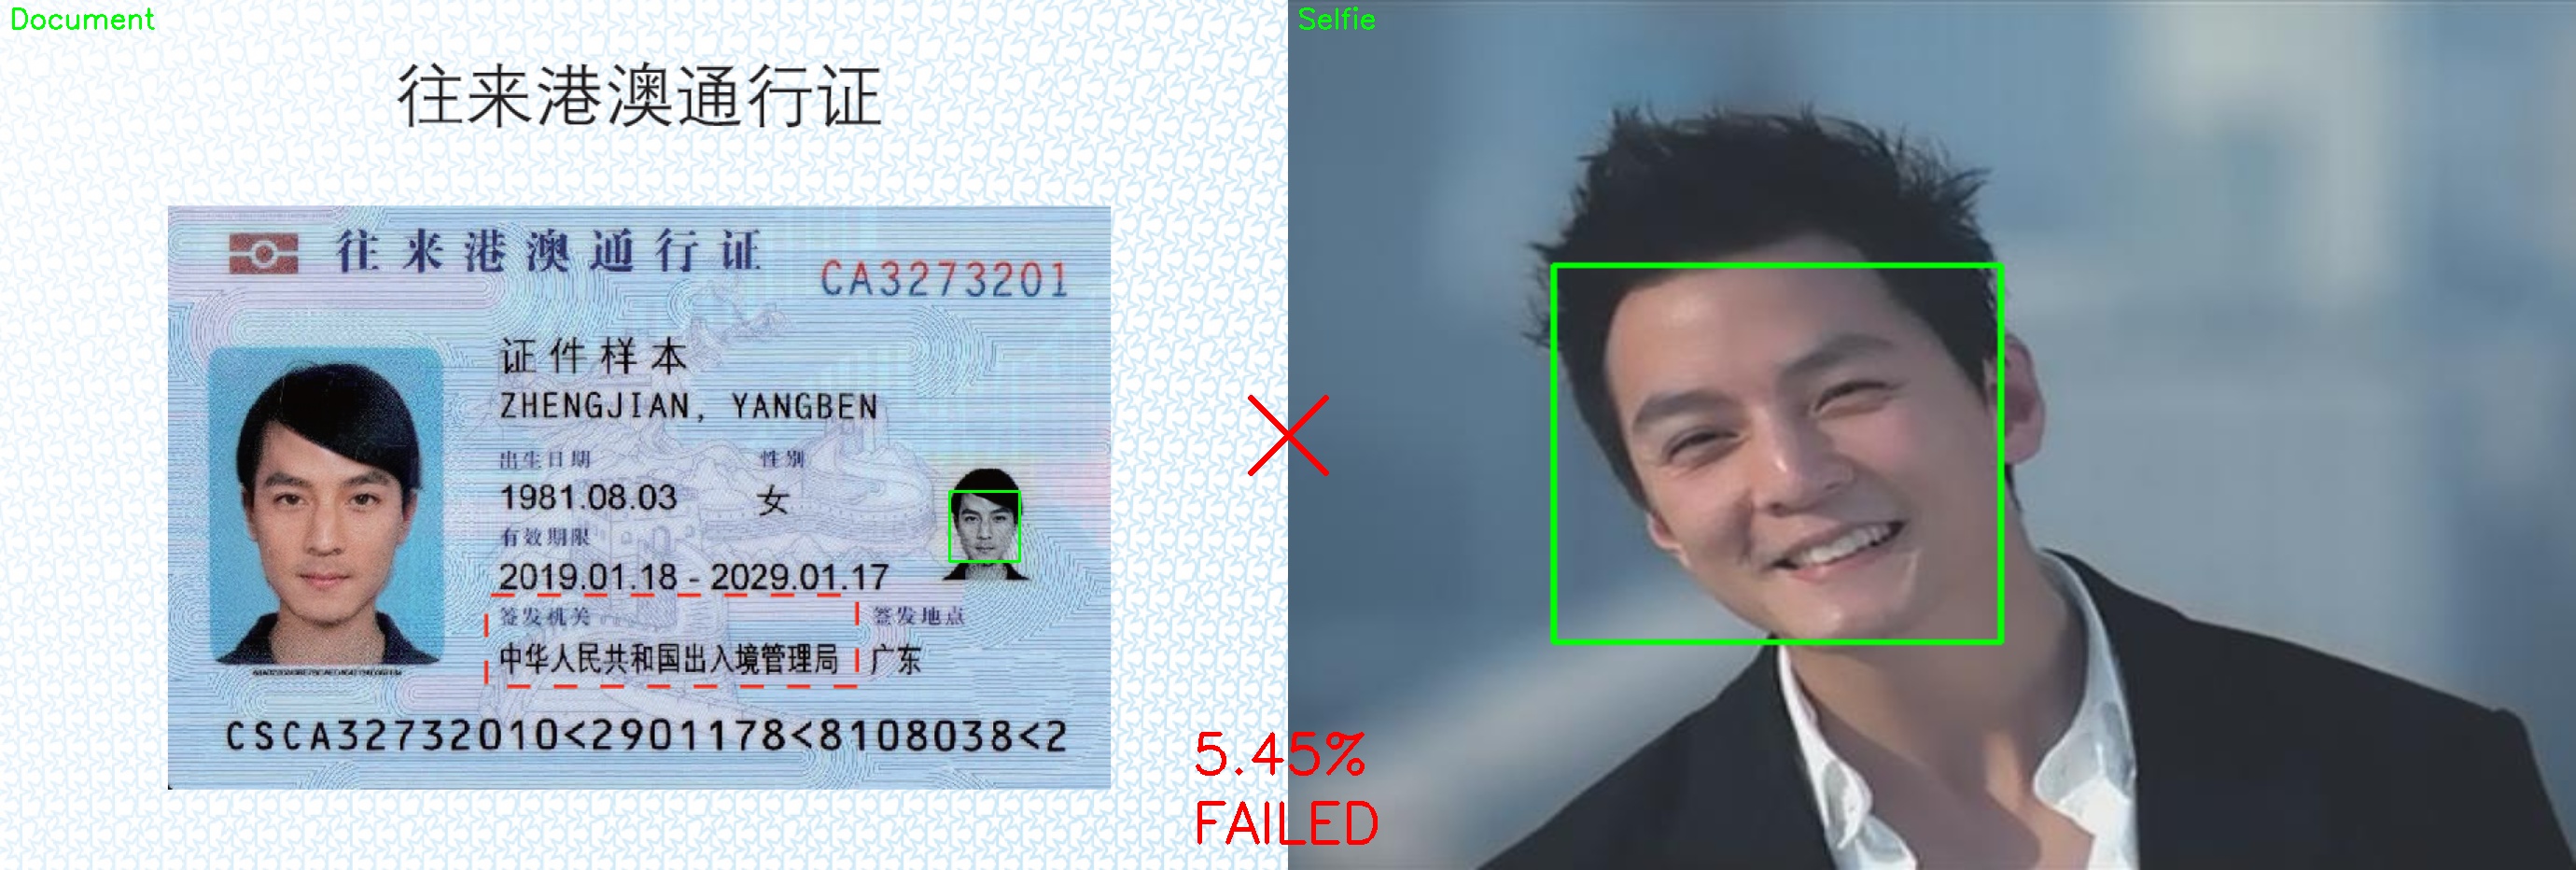 Document
Selfie
往来港澳通行证
往来港澳通行证
CA3273201
证件样本
ZHENGJIAN, YANGBEN
出生日期 性别
1981.08.03 女
有效期限
2019.01.18 - 2029.01.17
签发机关 签发地点
中华人民共和国出入境管理局 广东
CSCA32732010<2901178<8108038<2
5.45%
FAILED